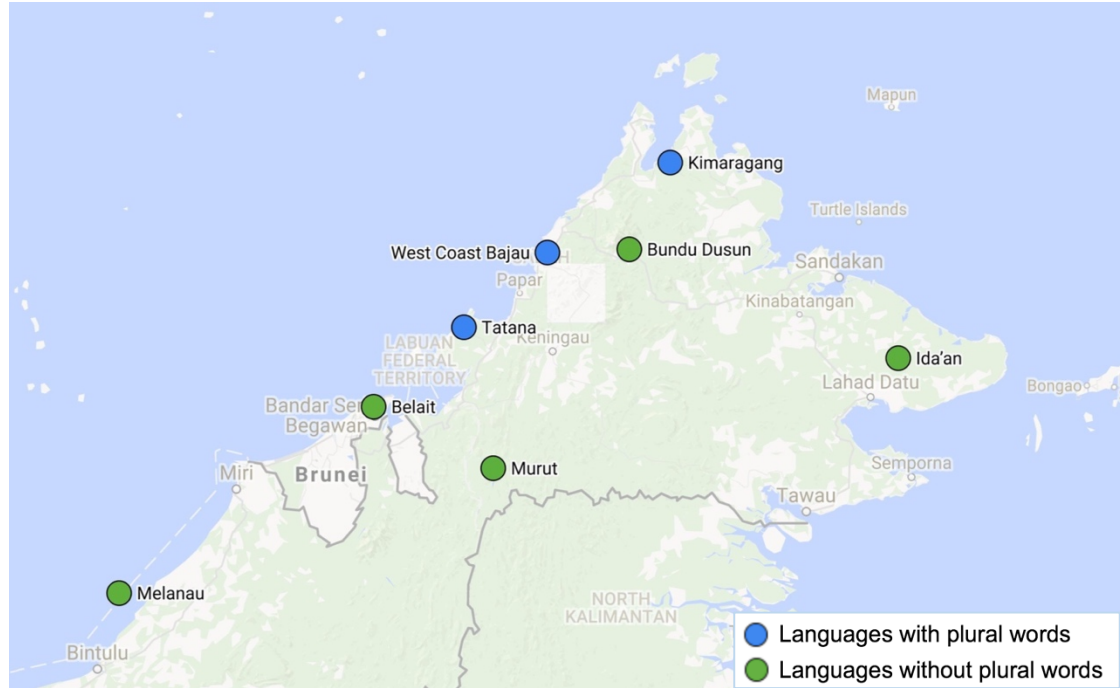 Mapun
Kimaragang
Turtle Islands
West Coast Bajau
Bundu Dusun
Sandakan
Papar
Kinabatangan
Tatana
Keningau
LABUAN
FEDERAL
TERRITORY
Ida'an
Lahad Datu
Bongao
Bandar Se
Begawan
Belait
Murut
Semporna
Miri
Brunei
Tawau
Melanau
NORTH
KALIMANTAN
Bintulu
Languages with plural words
Languages without plural words